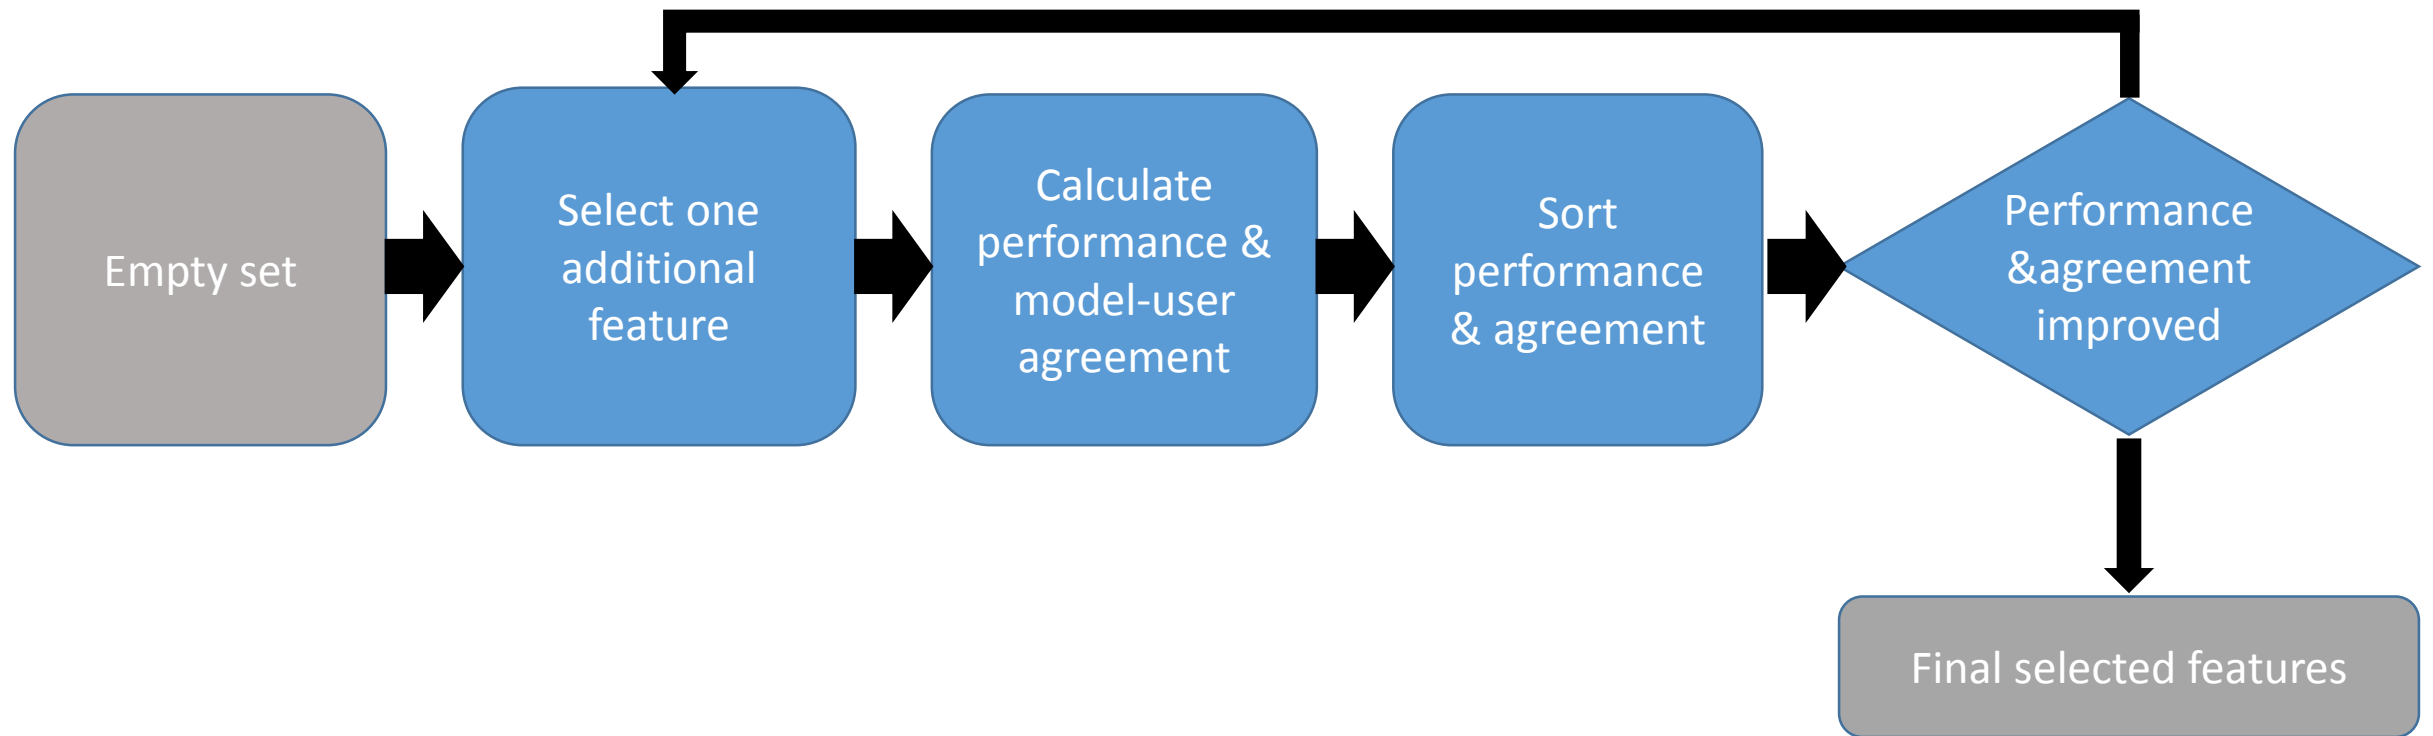 Empty set
Select one
additional
feature
Calculate
performance &
model-user
agreement
Sort
performance
& agreement
Performance
&agreement
improved
Final selected features